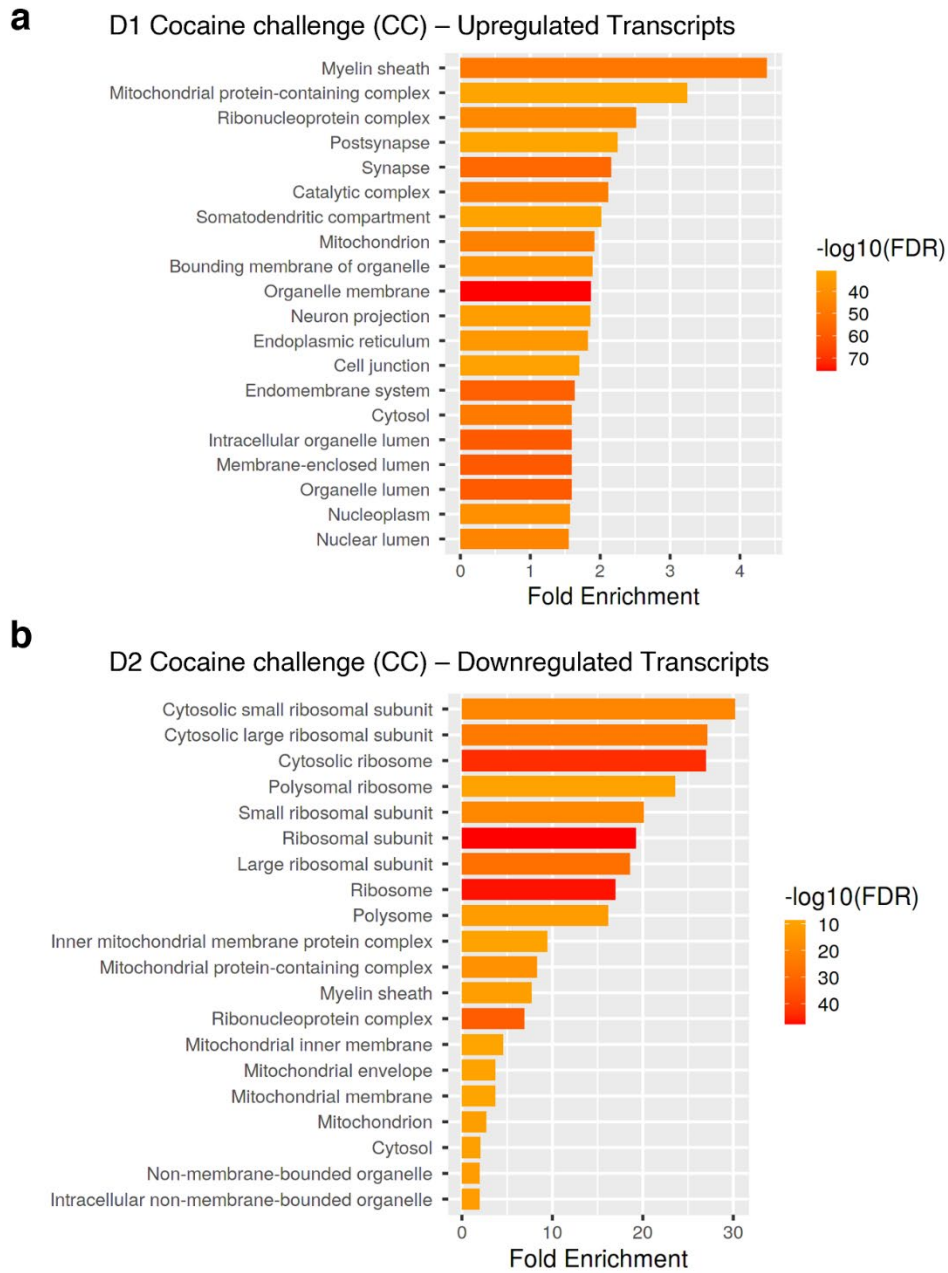 a
D1 Cocaine challenge (CC) – Upregulated Transcripts
Myelin sheath
Mitochondrial protein-containing complex
Ribonucleoprotein complex
Postsynapse
Synapse
Catalytic complex
Somatodendritic compartment
Mitochondrion
Bounding membrane of organelle
Organelle membrane
Neuron projection
Endoplasmic reticulum
Cell junction
Endomembrane system
Cytosol
Intracellular organelle lumen
Membrane-enclosed lumen
Organelle lumen
Nucleoplasm
Nuclear lumen
0 1 2 3 4
Fold Enrichment
-log10(FDR)
40
50
60
70
b
D2 Cocaine challenge (CC) – Downregulated Transcripts
Cytosolic small ribosomal subunit
Cytosolic large ribosomal subunit
Cytosolic ribosome
Polysomal ribosome
Small ribosomal subunit
Ribosomal subunit
Large ribosomal subunit
Ribosome
Polysome
Inner mitochondrial membrane protein complex
Mitochondrial protein-containing complex
Myelin sheath
Ribonucleoprotein complex
Mitochondrial inner membrane
Mitochondrial envelope
Mitochondrial membrane
Mitochondrion
Cytosol
Non-membrane-bounded organelle
Intracellular non-membrane-bounded organelle
0 10 20 30
Fold Enrichment
-log10(FDR)
10
20
30
40